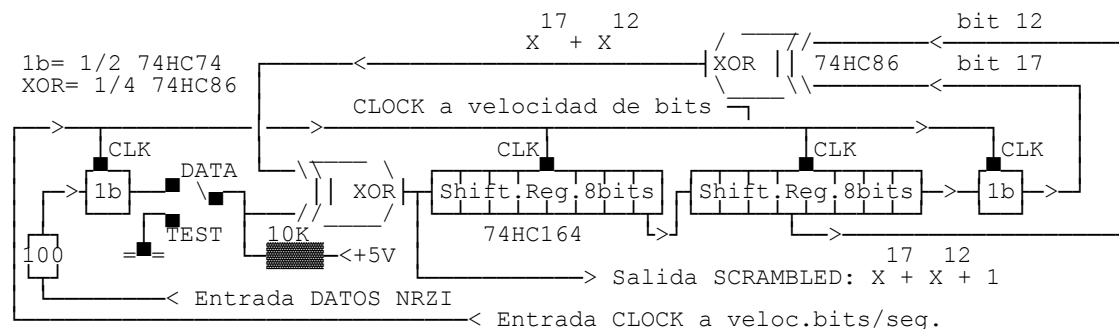 17 12
X + X
bit 12
1b= 1/2 74HC74
XOR
74HC86
bit 17
XOR= 1/4 74HC86
CLOCK a velocidad de bits
CLK CLK CLK CLK
DATA
1b
XOR
Shift.Reg.8bits
Shift.Reg.8bits
1b
TEST
10K
74HC164
100
<+5V
17 12
> Salida SCRAMBLED: X + X + 1
< Entrada DATOS NRZI
< Entrada CLOCK a veloc.bits/seg.